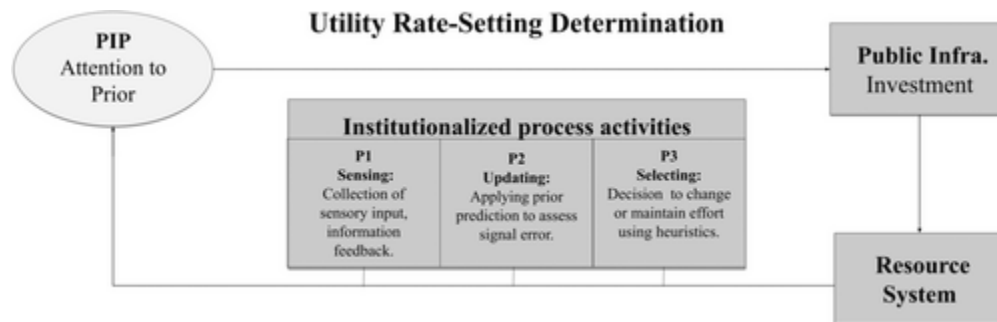 Utility Rate-Setting Determination
PIP
Attention to
Prior
Public Infra.
Investment
Institutionalized process activities
P1
Sensing:
Collection of
sensory input,
information
feedback.
P2
Updating:
Applying prior
prediction to assess
signal error.
P3
Selecting:
Decision to change
or maintain effort
using heuristics.
Resource
System